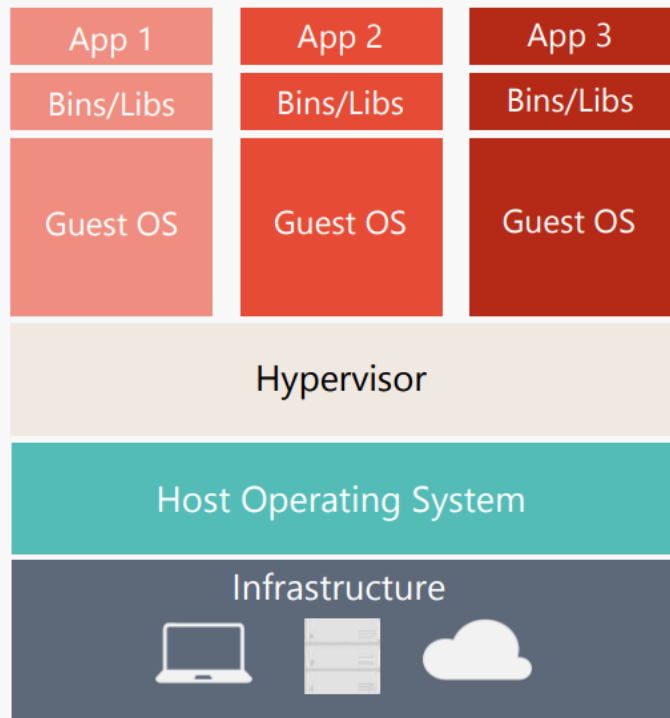 App 1
App 2
App 3
Bins/Libs
Bins/Libs
Bins/Libs
Guest OS
Guest OS
Guest OS
Hypervisor
Host Operating System
Infrastructure